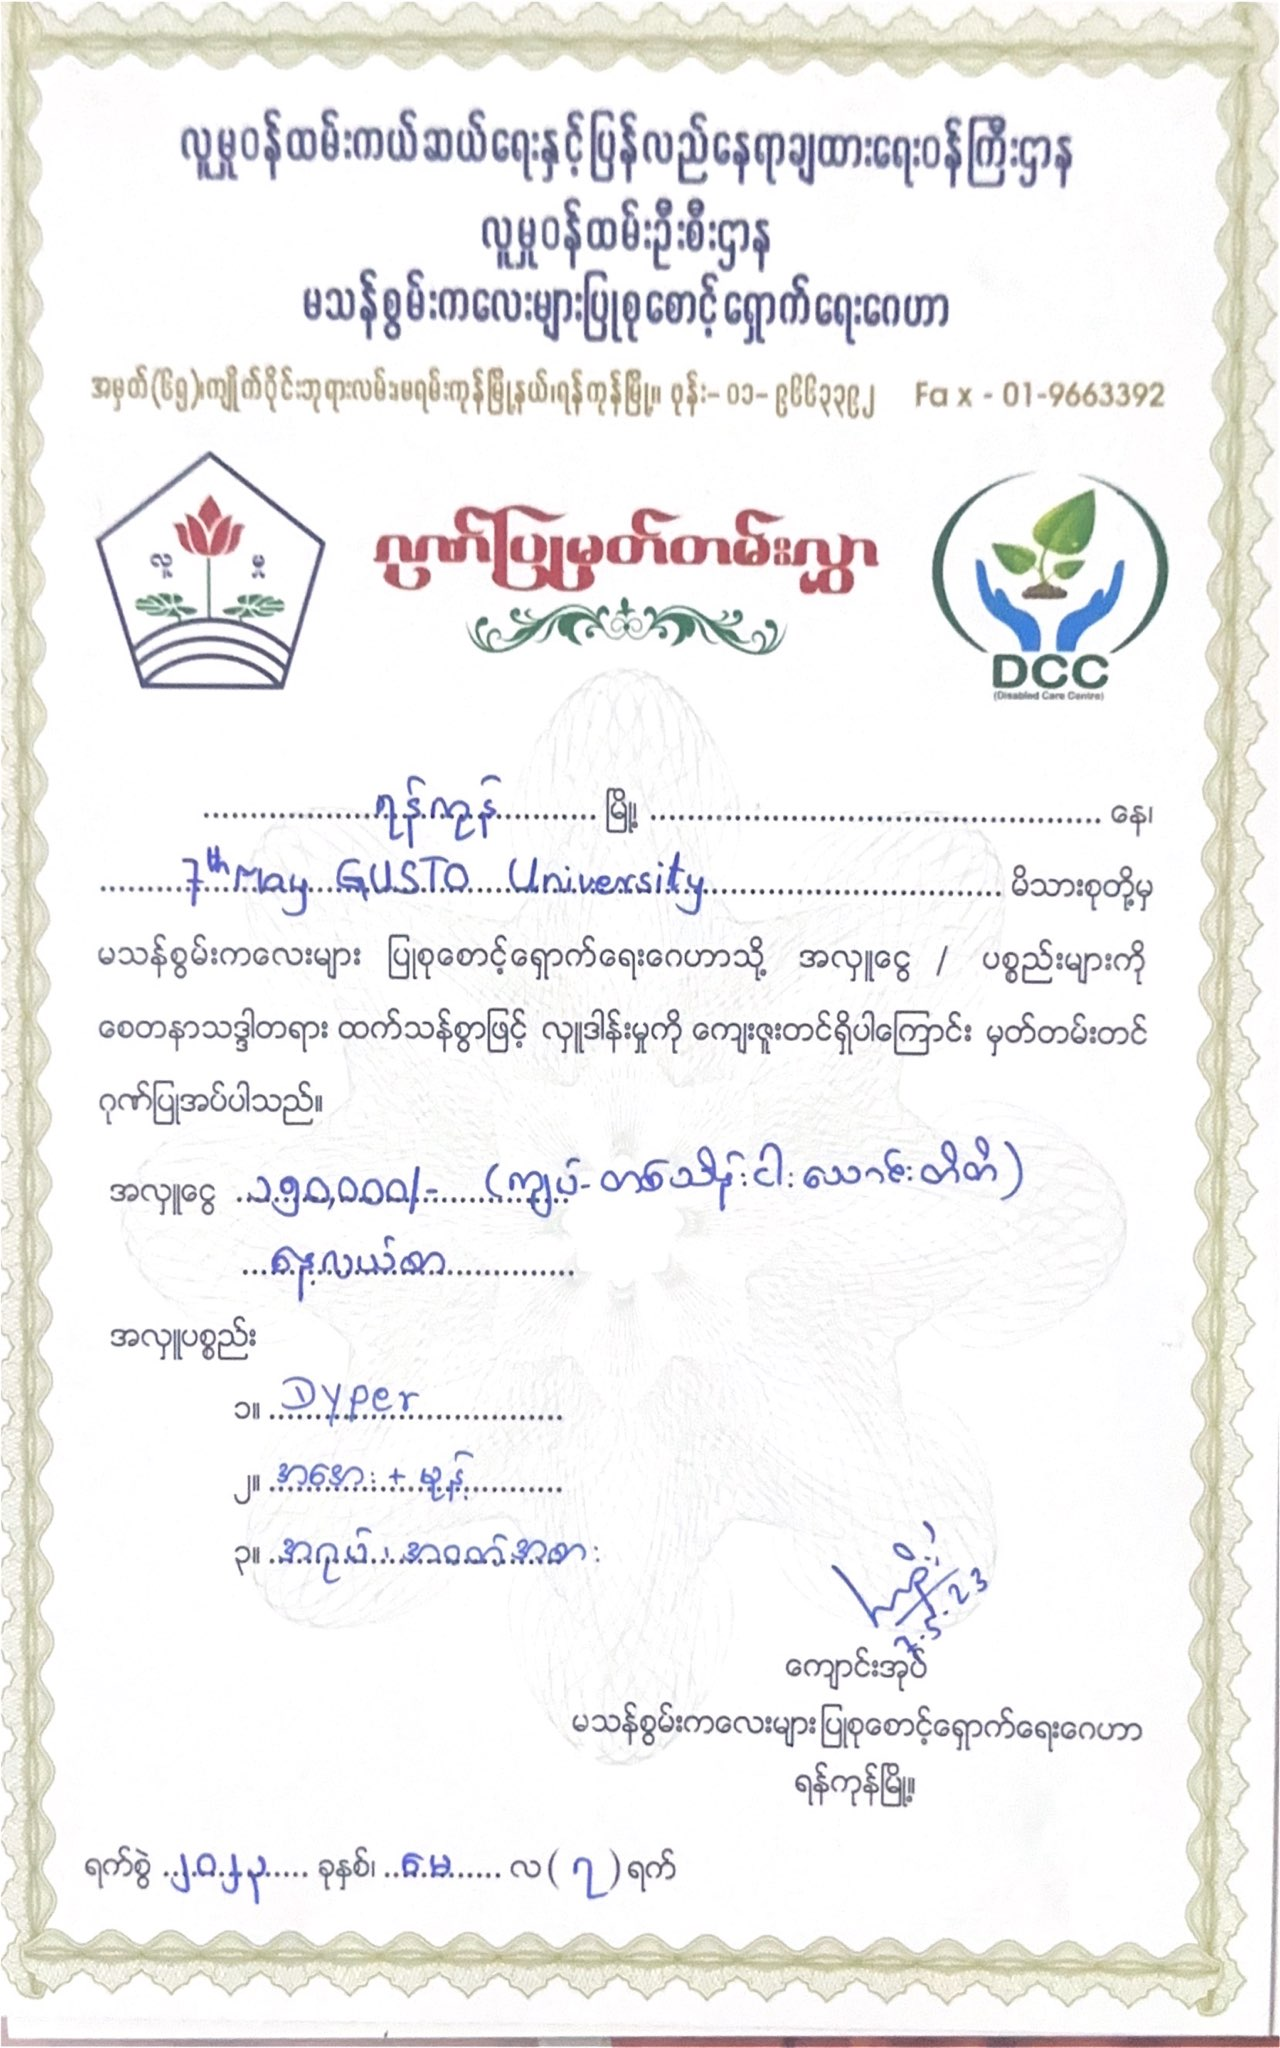 လူမှုဝန်ထမ်းကယ်ဆယ်ရေးနှင့်ပြန်လည်နေရာချထားရေးဝန်ကြီးဌာန
လူမှုဝန်ထမ်းဦးစီးဌာန
မသန်စွမ်းကလေးများပြုစုစောင့်ရှောက်ရေးဂေဟာ
အမှတ်(၆၅)၊ကျိုက်ဝိုင်းဘုရားလမ်း၊မရမ်းကုန်မြို့နယ်၊ရန်ကုန်မြို့။ ဖုန်း- ၀၁- ၉၆၆၃၃၉၂ Fax - 01-9663392
လူ မှု
ဂုဏ်ပြုမှတ်တမ်းလွှာ
DCC
(Disabled Care Centre)
ရန်ကုန် မြို့၊ နေ၊
7th May GUSTO University မိသားစုတို့မှ
မသန်စွမ်းကလေးများ ပြုစုစောင့်ရှောက်ရေးဂေဟာသို့ အလှူငွေ / ပစ္စည်းများကို
စေတနာသဒ္ဒါတရား ထက်သန်စွာဖြင့် လှူဒါန်းမှုကို ကျေးဇူးတင်ရှိပါကြောင်း မှတ်တမ်းတင်
ဂုဏ်ပြုအပ်ပါသည်။
အလှူငွေ ၁၅၀,၀၀၀/- (ကျပ်- တစ်သိန်းငါးသောင်းတိတိ)
နေ့လယ်စာ
အလှူပစ္စည်း
၁။ Dyper
၂။ အအေး + မုန့်
၃။ အရုပ်၊ အဝတ်အစား
7.5.23
ကျောင်းအုပ်
မသန်စွမ်းကလေးများပြုစုစောင့်ရှောက်ရေးဂေဟာ
ရန်ကုန်မြို့။
ရက်စွဲ ၂၀၂၃ ခုနှစ်၊ မေ လ (၇) ရက်